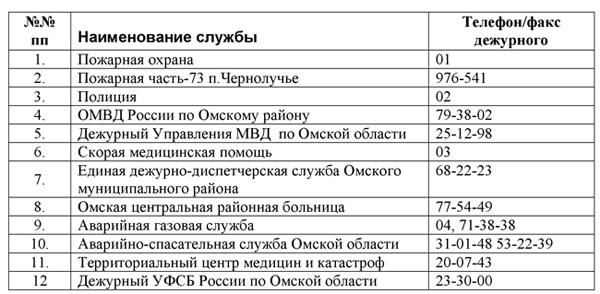 №№ пп Наименование службы Телефон/факс дежурного
1. Пожарная охрана 01
2. Пожарная часть-73 п.Чернолучье 976-541
3. Полиция 02
4. ОМВД России по Омскому району 79-38-02
5. Дежурный Управления МВД по Омской области 25-12-98
6. Скорая медицинская помощь 03
7. Единая дежурно-диспетчерская служба Омского муниципального района 68-22-23
8. Омская центральная районная больница 77-54-49
9. Аварийная газовая служба 04, 71-38-38
10. Аварийно-спасательная служба Омской области 31-01-48 53-22-39
11. Территориальный центр медицин и катастроф 20-07-43
12 Дежурный УФСБ России по Омской области 23-30-00